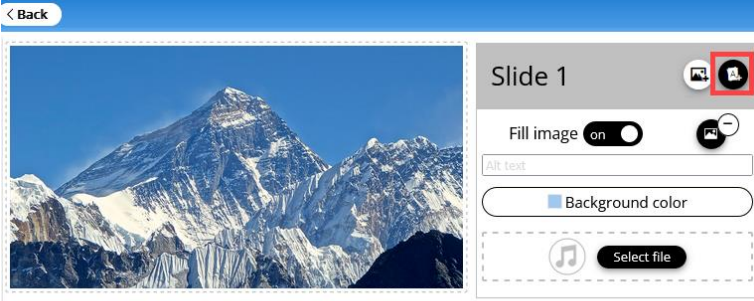 Back
Slide 1
Fill image on
Alt text
Background color
Select file